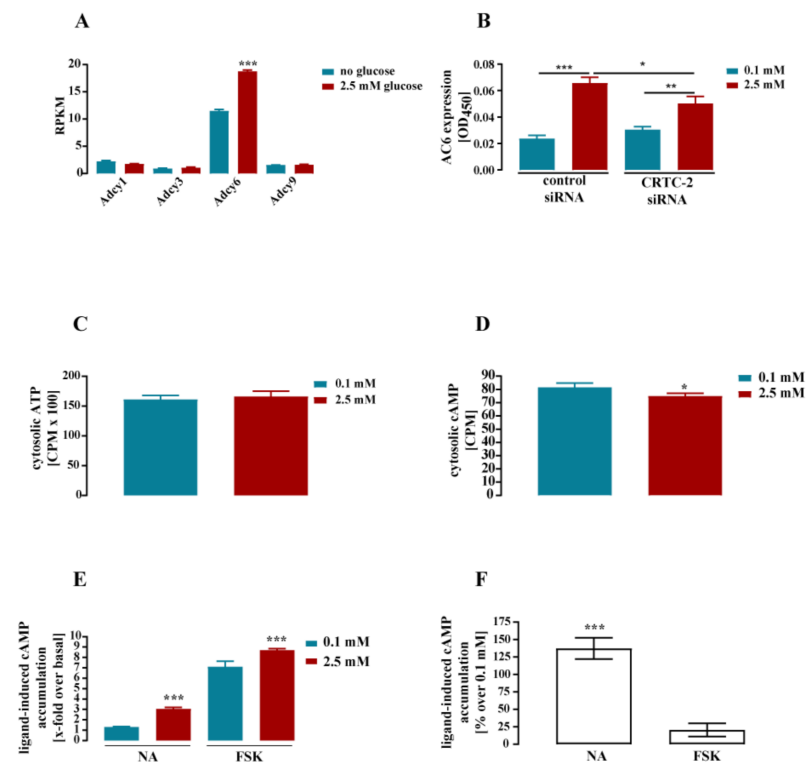 A
RPKM
20
15
10
5
0
***
no glucose
2.5 mM glucose
Adcy1
Adcy3
Adcy6
Adcy9
B
AC6 expression
[OD450]
0.08
0.06
0.04
0.02
0.00
***
*
**
0.1 mM
2.5 mM
control
siRNA
CRTC-2
siRNA
C
cytosolic ATP
[CPM x 100]
200
150
100
50
0
0.1 mM
2.5 mM
D
cytosolic cAMP
[CPM]
90
80
70
60
50
40
30
20
10
0
*
0.1 mM
2.5 mM
E
ligand-induced cAMP
accumulation
[x-fold over basal]
10
9
8
7
6
5
4
3
2
1
0
***
***
0.1 mM
2.5 mM
NA
FSK
F
ligand-induced cAMP
accumulation
[% over 0.1 mM]
175
150
125
100
75
50
25
0
***
NA
FSK